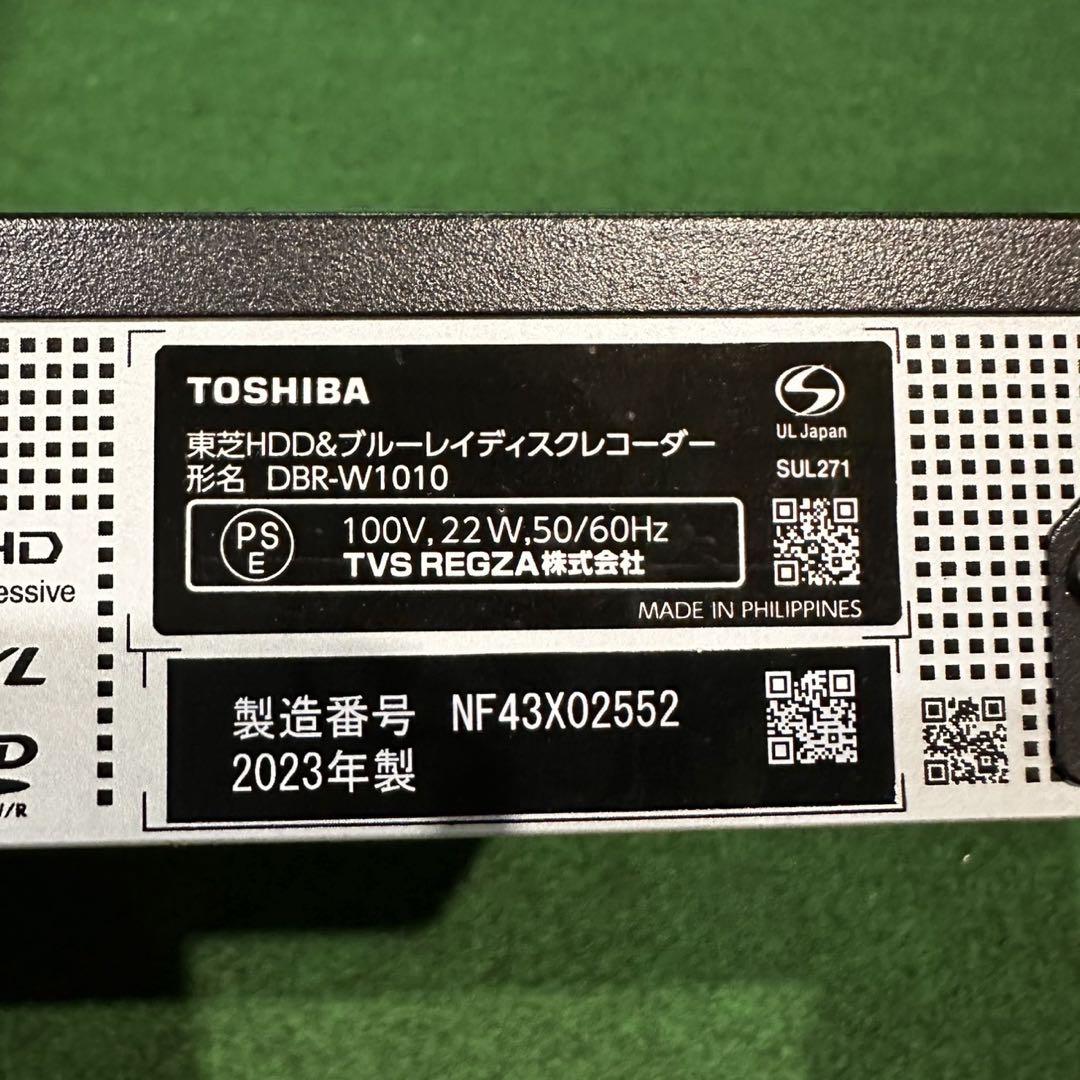 TOSHIBA
東芝HDD&ブルーレイディスクレコーダー
形名 DBR-W1010
UL Japan
SUL271
PS
E
100V, 22W, 50/60Hz
TVS REGZA株式会社
MADE IN PHILIPPINES
製造番号 NF43X02552
2023年製
HD
essive
/R